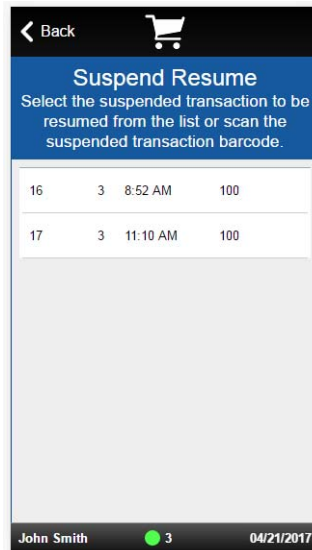 Back
Suspend Resume
Select the suspended transaction to be
resumed from the list or scan the
suspended transaction barcode.
16 3 8:52 AM 100
17 3 11:10 AM 100
John Smith 3 04/21/2017